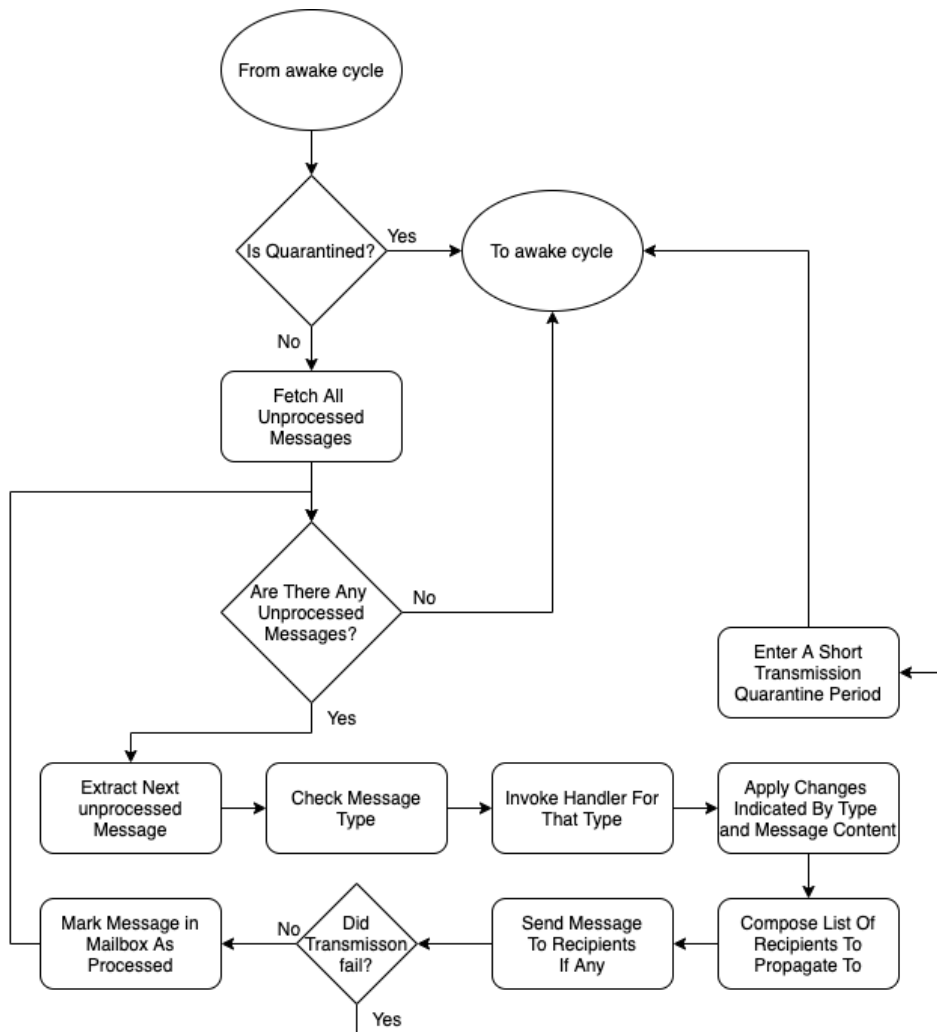 From awake cycle
Is Quarantined?
Yes
To awake cycle
No
Fetch All
Unprocessed
Messages
Are There Any
Unprocessed
Messages?
No
Enter A Short
Transmission
Quarantine Period
Yes
Extract Next
unprocessed
Message
Check Message
Type
Invoke Handler For
That Type
Apply Changes
Indicated By Type
and Message Content
Mark Message in
Mailbox As
Processed
No
Did
Transmisson
fail?
Send Message
To Recipients
If Any
Compose List Of
Recipients To
Propagate To
Yes